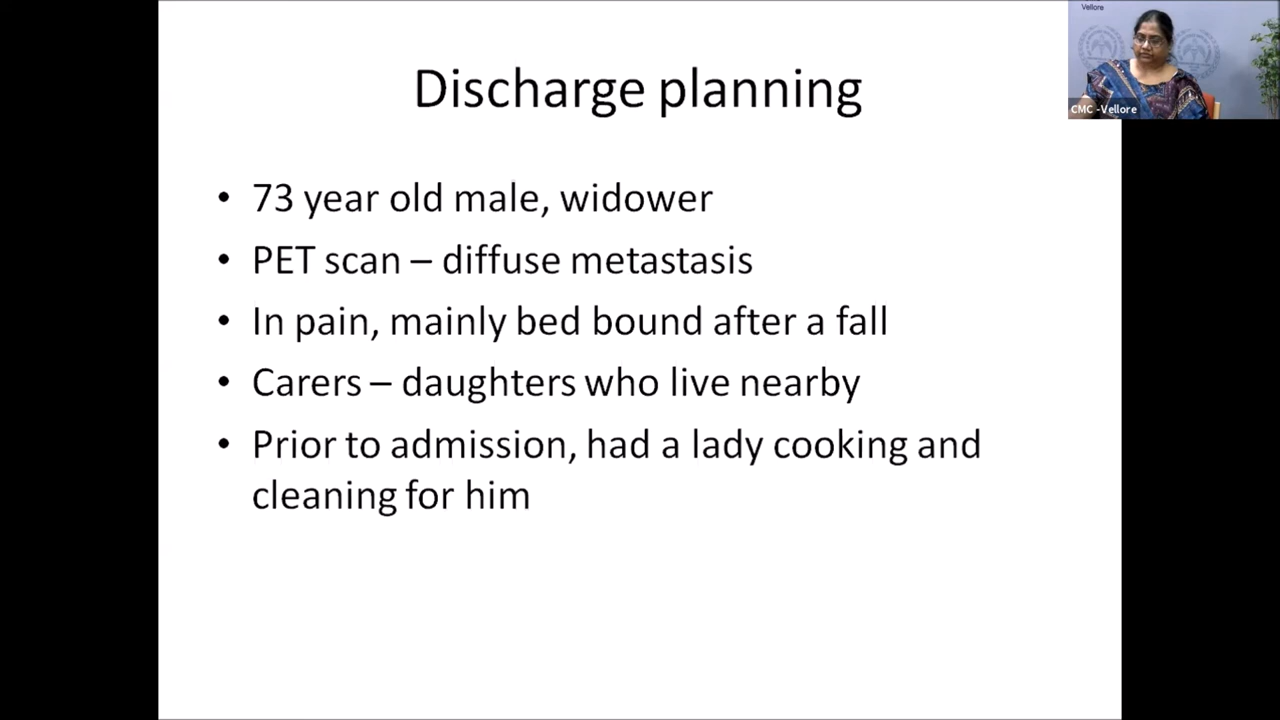 Vellore
CMC -Vellore
Discharge planning
• 73 year old male, widower
• PET scan – diffuse metastasis
• In pain, mainly bed bound after a fall
• Carers – daughters who live nearby
• Prior to admission, had a lady cooking and
cleaning for him